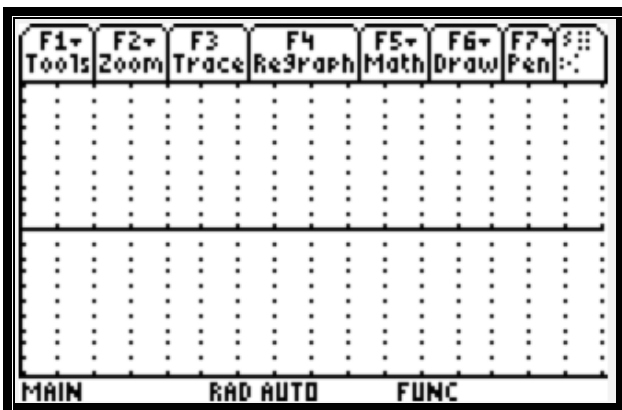 F1 F2 F3 F4 F5 F6 F7
Tools Zoom Trace ReGraph Math Draw Pen
MAIN RAD AUTO FUNC